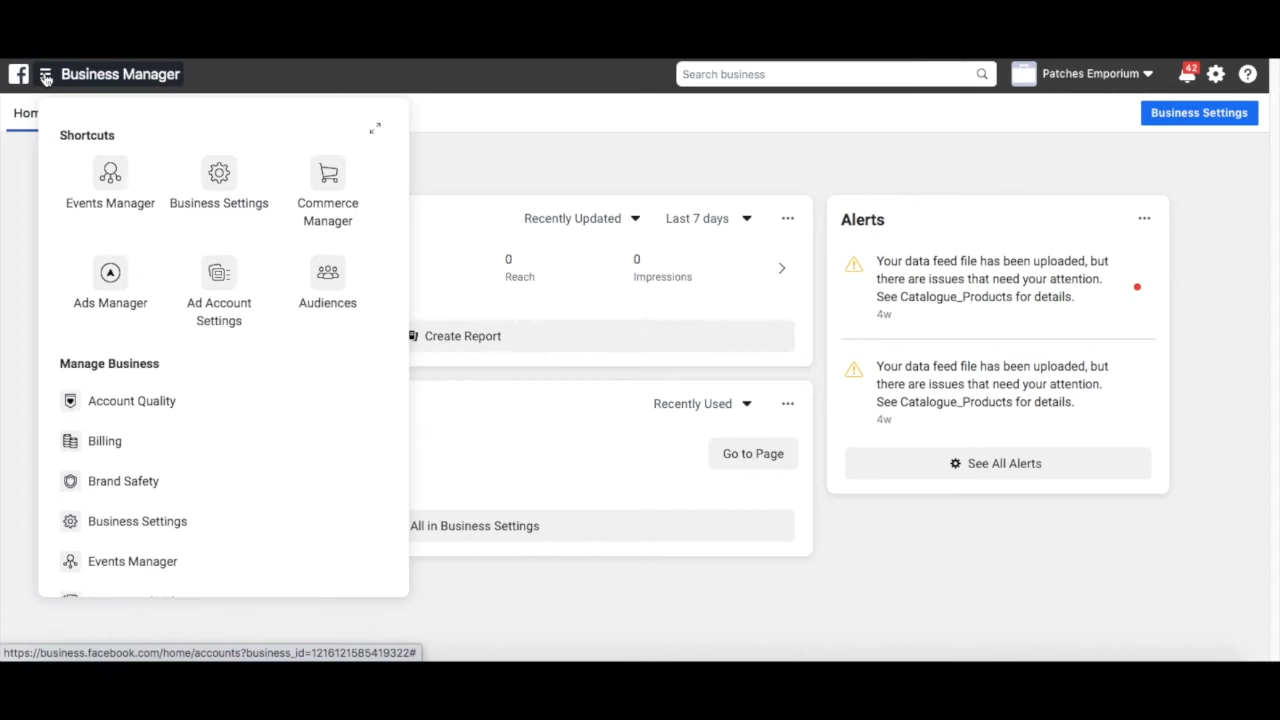 Business Manager
Search business
Patches Emporium
42
Hom
Business Settings
Shortcuts
Events Manager
Business Settings
Commerce
Manager
Ads Manager
Ad Account
Settings
Audiences
Manage Business
Account Quality
Billing
Brand Safety
Business Settings
Events Manager
Recently Updated
Last 7 days
0
Reach
0
Impressions
Create Report
Recently Used
Go to Page
All in Business Settings
Alerts
Your data feed file has been uploaded, but
there are issues that need your attention.
See Catalogue_Products for details.
4w
Your data feed file has been uploaded, but
there are issues that need your attention.
See Catalogue_Products for details.
4w
See All Alerts
https://business.facebook.com/home/accounts?business_id=1216121585419322#